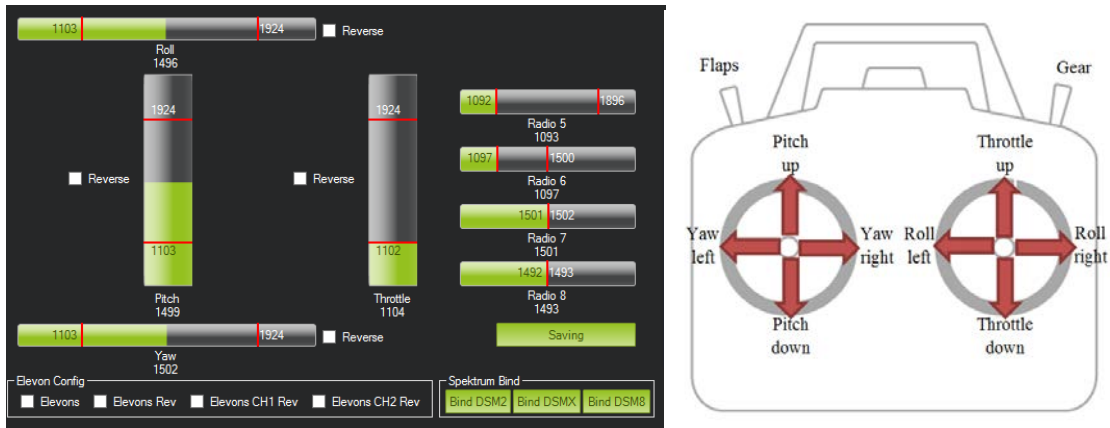 1103 1924 Reverse
Roll
1496
1924
1103
Reverse
Pitch
1499
1924
1102
Reverse
Throttle
1104
1092 1896
Radio 5
1093
1097 1500
Radio 6
1097
1501 1502
Radio 7
1501
1492 1493
Radio 8
1493
Saving
1103 1924 Reverse
Yaw
1502
Elevon Config
Elevons Elevons Rev Elevons CH1 Rev Elevons CH2 Rev
Spektrum Bind
Bind DSM2 Bind DSMX Bind DSM8
Flaps
Gear
Pitch
up
Throttle
up
Yaw
left
Yaw
right
Roll
left
Roll
right
Pitch
down
Throttle
down